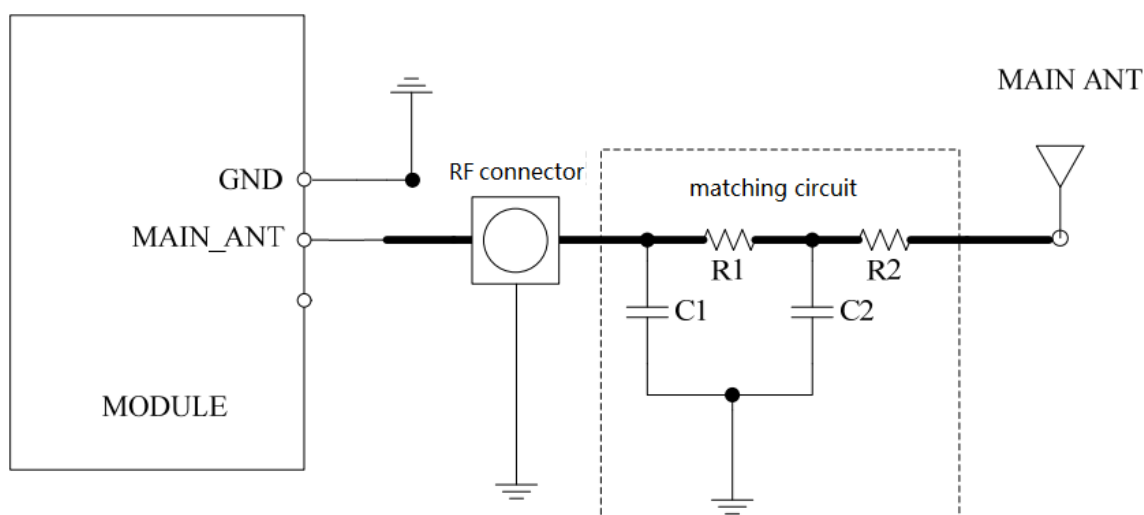 MAIN ANT
GND
RF connector
matching circuit
MAIN_ANT
R1
R2
C1
C2
MODULE